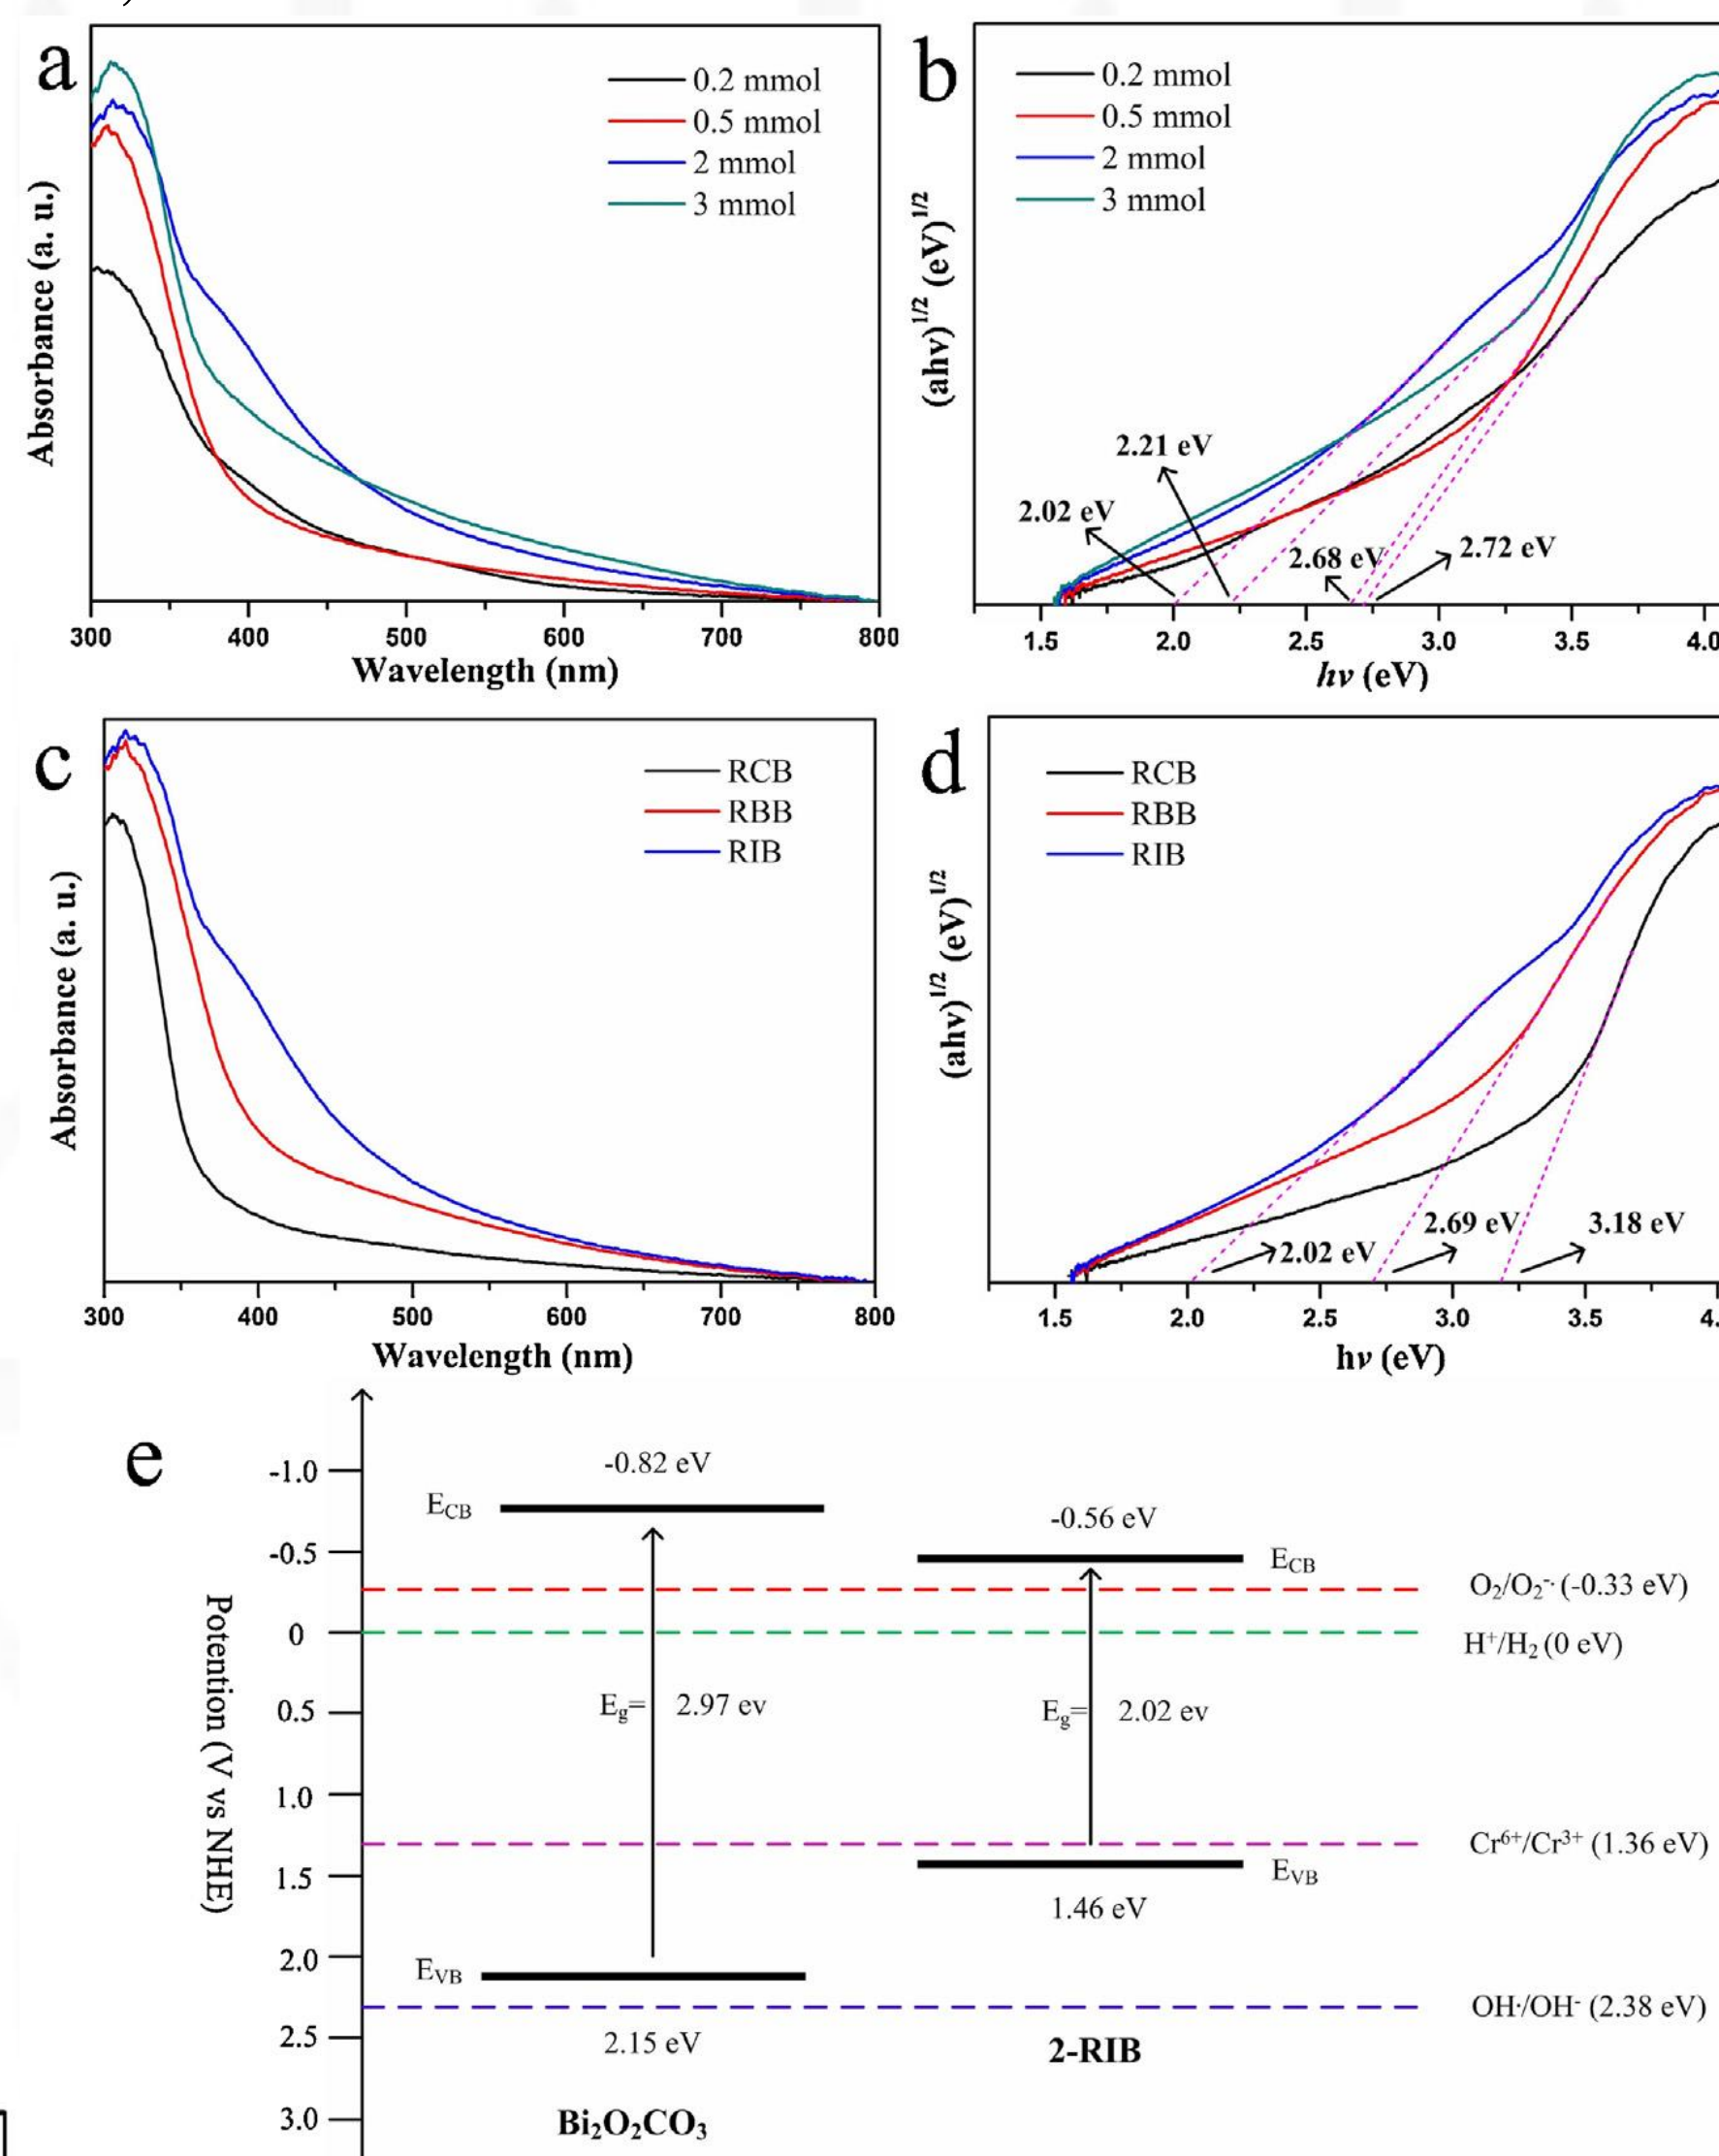 a
0.2 mmol
0.5 mmol
2 mmol
3 mmol
Absorbance (a. u.)
300 400 500 600 700 800
Wavelength (nm)
b
0.2 mmol
0.5 mmol
2 mmol
3 mmol
(ahv)^1/2 (eV)^1/2
2.21 eV
2.02 eV
2.68 eV
2.72 eV
1.5 2.0 2.5 3.0 3.5 4.0
hν (eV)
c
RCB
RBB
RIB
Absorbance (a. u.)
300 400 500 600 700 800
Wavelength (nm)
d
RCB
RBB
RIB
(ahv)^1/2 (eV)^1/2
2.02 eV
2.69 eV
3.18 eV
1.5 2.0 2.5 3.0 3.5 4.
hν (eV)
e
Potention (V vs NHE)
-1.0
-0.5
0
0.5
1.0
1.5
2.0
2.5
3.0
-0.82 eV
E_CB
E_g= 2.97 ev
E_VB
2.15 eV
Bi₂O₂CO₃
-0.56 eV
E_CB
E_g= 2.02 ev
E_VB
1.46 eV
2-RIB
O₂/O₂⁻· (-0.33 eV)
H⁺/H₂ (0 eV)
Cr⁶⁺/Cr³⁺ (1.36 eV)
OH·/OH⁻ (2.38 eV)